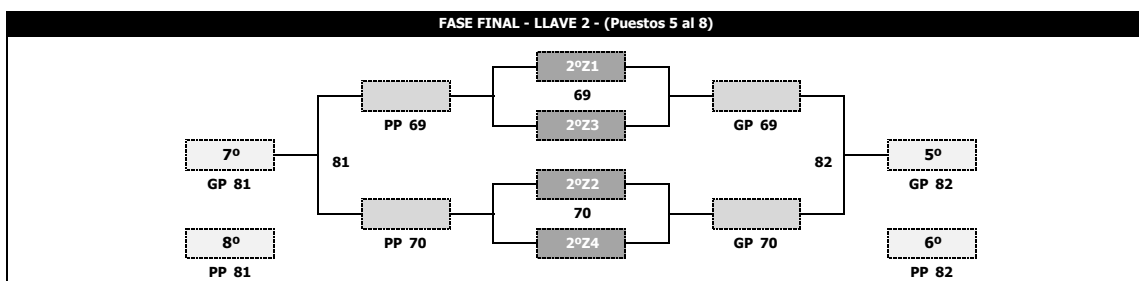 FASE FINAL - LLAVE 2 - (Puestos 5 al 8)
2ºZ1
69
PP 69
2ºZ3
GP 69
7º
81
82
5º
GP 81
2ºZ2
GP 82
70
8º
PP 70
2ºZ4
GP 70
6º
PP 81
PP 82